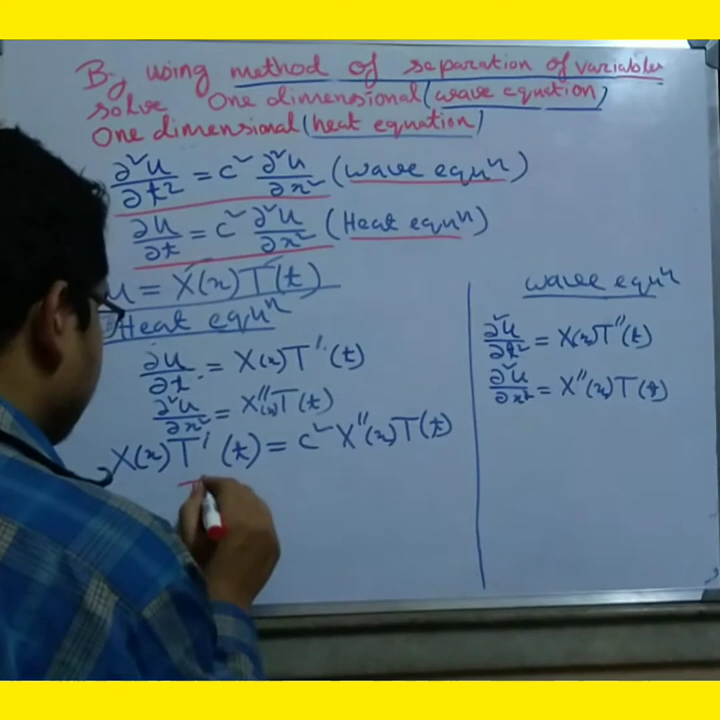 By using method of separation of variables
solve One dimensional (wave equation)
One dimensional (heat equation)
∂²u/∂t² = c² ∂²u/∂x² (wave equⁿ)
∂u/∂t = c² ∂²u/∂x² (Heat equⁿ)
u = X(x)T(t)
Heat equⁿ
∂u/∂t = X(x)T'(t)
∂²u/∂x² = X''(x)T(t)
X(x)T'(t) = c² X''(x)T(t)
wave equⁿ
∂²u/∂t² = X(x)T''(t)
∂²u/∂x² = X''(x)T(t)